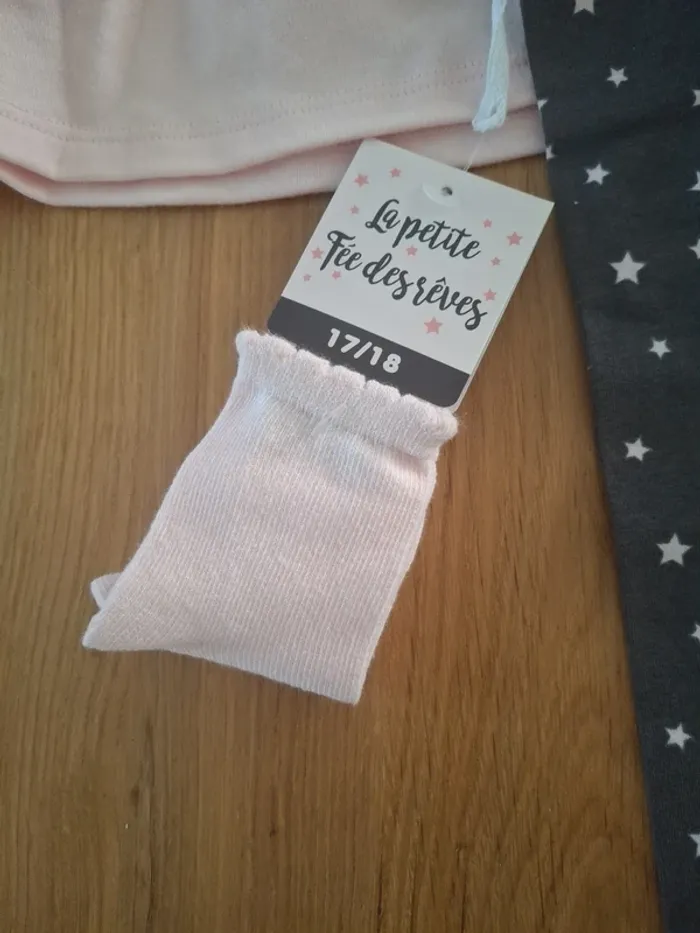 La petite
Fée des rêves
17/18